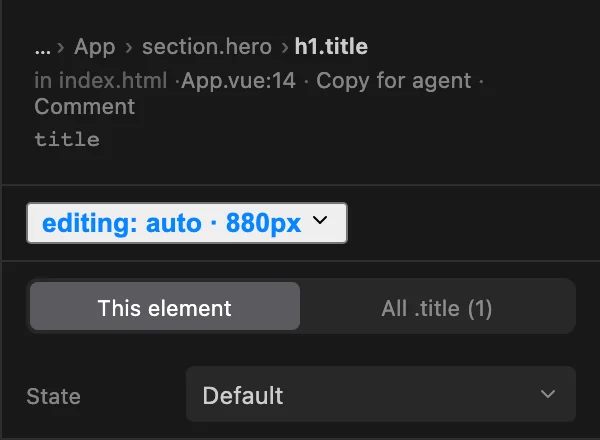 ... › App › section.hero › h1.title
in index.html ·App.vue:14 · Copy for agent ·
Comment
title
editing: auto · 880px
This element
All .title (1)
State
Default